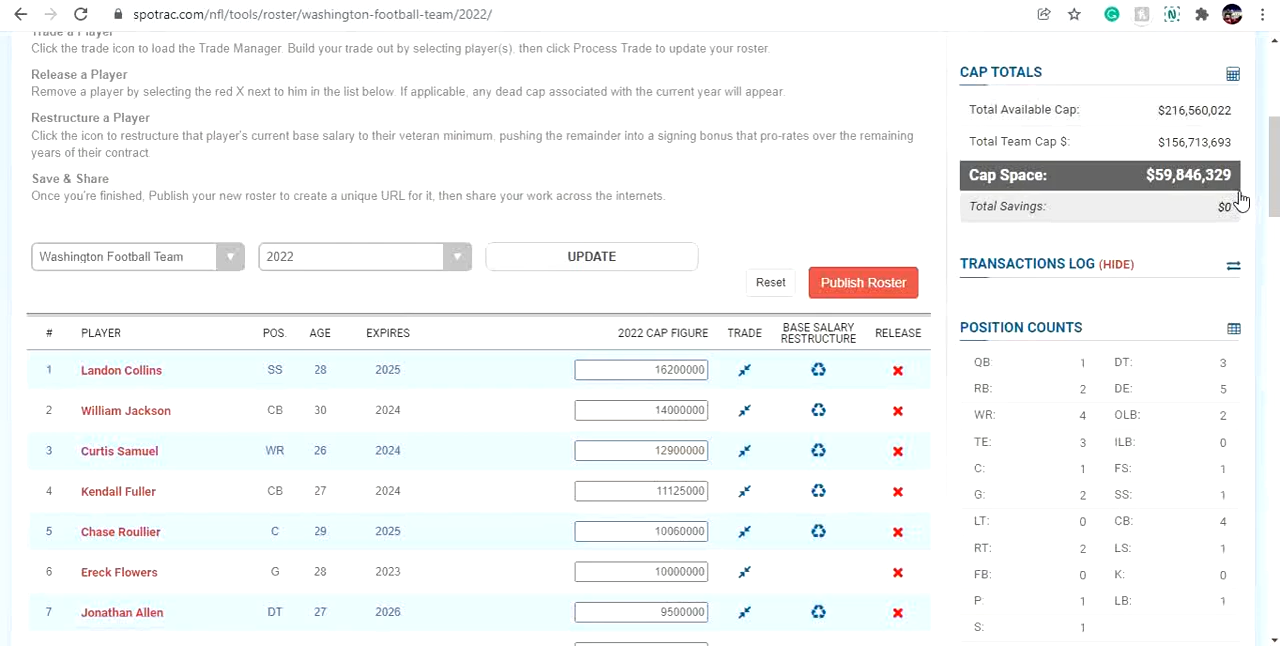 spotrac.com/nfl/tools/roster/washington-football-team/2022/
Trade a Player
Click the trade icon to load the Trade Manager. Build your trade out by selecting player(s), then click Process Trade to update your roster.
Release a Player
Remove a player by selecting the red X next to him in the list below. If applicable, any dead cap associated with the current year will appear.
Restructure a Player
Click the icon to restructure that player's current base salary to their veteran minimum, pushing the remainder into a signing bonus that pro-rates over the remaining
years of their contract
Save & Share
Once you're finished, Publish your new roster to create a unique URL for it, then share your work across the internets.
Washington Football Team 2022 UPDATE
Reset Publish Roster
# PLAYER POS. AGE EXPIRES 2022 CAP FIGURE TRADE BASE SALARY RESTRUCTURE RELEASE
1 Landon Collins SS 28 2025 16200000
2 William Jackson CB 30 2024 14000000
3 Curtis Samuel WR 26 2024 12900000
4 Kendall Fuller CB 27 2024 11125000
5 Chase Roullier C 29 2025 10060000
6 Ereck Flowers G 28 2023 10000000
7 Jonathan Allen DT 27 2026 9500000
CAP TOTALS
Total Available Cap: $216,560,022
Total Team Cap $: $156,713,693
Cap Space: $59,846,329
Total Savings: $0
TRANSACTIONS LOG (HIDE)
POSITION COUNTS
QB: 1 DT: 3
RB: 2 DE: 5
WR: 4 OLB: 2
TE: 3 ILB: 0
C: 1 FS: 1
G: 2 SS: 1
LT: 0 CB: 4
RT: 2 LS: 1
FB: 0 K: 0
P: 1 LB: 1
S: 1